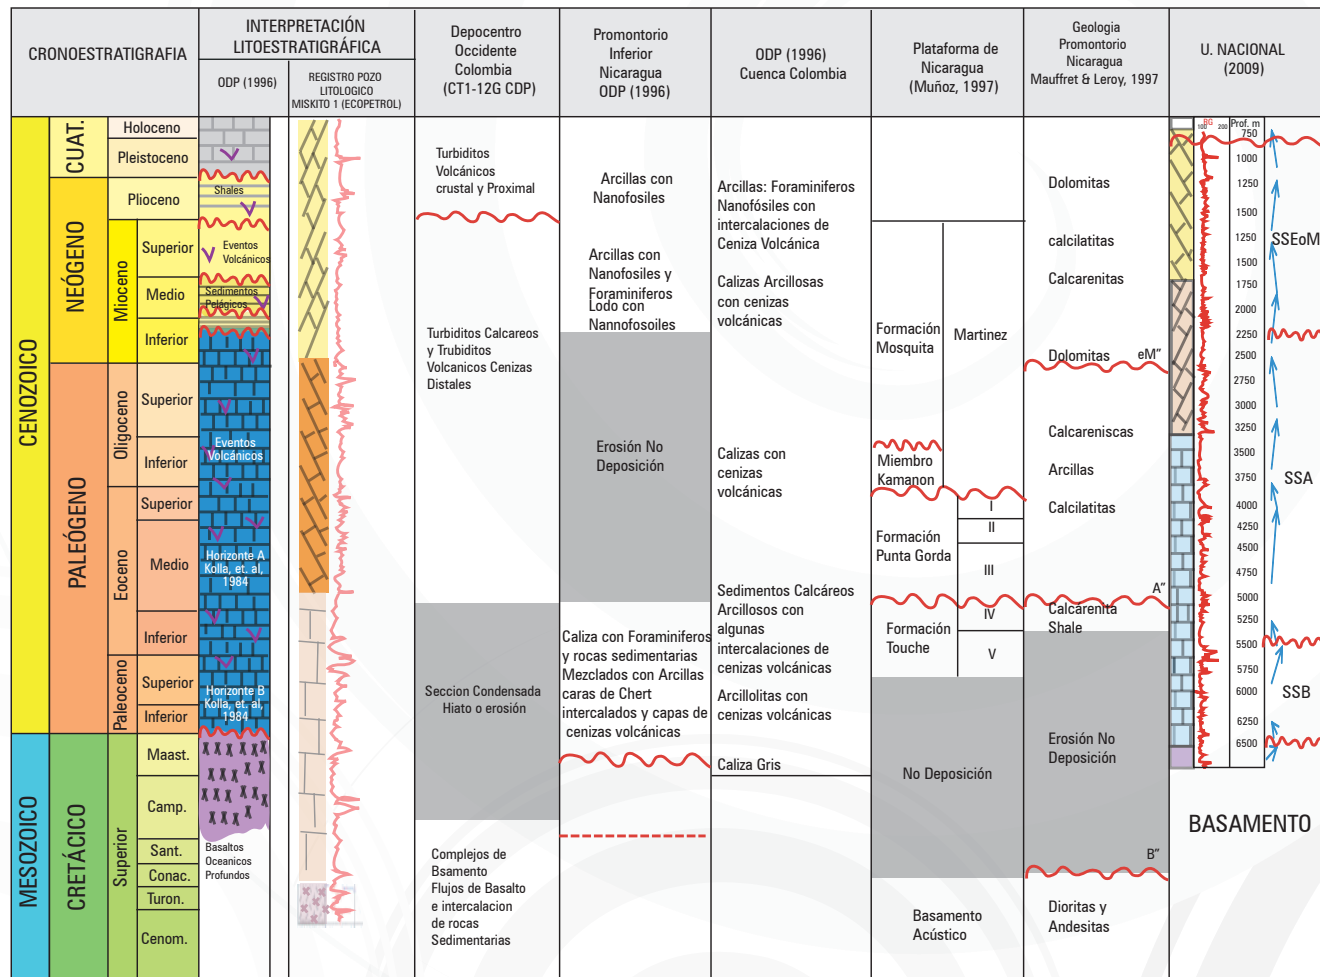 CRONOESTRATIGRAFIA
INTERPRETACIÓN
LITOESTRATIGRÁFICA
ODP (1996)
REGISTRO POZO
LITOLOGICO
MISKITO 1 (ECOPETROL)
Depocentro
Occidente
Colombia
(CT1-12G CDP)
Promontorio
Inferior
Nicaragua
ODP (1996)
ODP (1996)
Cuenca Colombia
Plataforma de
Nicaragua
(Muñoz, 1997)
Geologia
Promontorio
Nicaragua
Mauffret & Leroy, 1997
U. NACIONAL
(2009)
CENOZOICO
MESOZOICO
CUAT.
NEÓGENO
PALEÓGENO
CRETÁCICO
Mioceno
Oligoceno
Eoceno
Paleoceno
Superior
Holoceno
Pleistoceno
Plioceno
Superior
Medio
Inferior
Superior
Inferior
Superior
Medio
Inferior
Superior
Inferior
Maast.
Camp.
Sant.
Conac.
Turon.
Cenom.
Shales
Eventos
Volcánicos
Sedimentos
Pelágicos
Eventos
Volcánicos
Horizonte A
Kolla, et. al,
1984
Horizonte B
Kolla, et. al,
1984
Basaltos
Oceanicos
Profundos
Turbiditos
Volcánicos
crustal y Proximal
Turbiditos Calcareos
y Trubiditos
Volcanicos Cenizas
Distales
Seccion Condensada
Hiato o erosión
Complejos de
Bsamento
Flujos de Basalto
e intercalacion
de rocas
Sedimentarias
Arcillas con
Nanofosiles
Arcillas con
Nanofosiles y
Foraminiferos
Lodo con
Nannofosoiles
Erosión No
Deposición
Caliza con Foraminiferos
y rocas sedimentarias
Mezclados con Arcillas
caras de Chert
intercalados y capas de
cenizas volcánicas
Arcillas: Foraminiferos
Nanofósiles con
intercalaciones de
Ceniza Volcánica
Calizas Arcillosas
con cenizas
volcánicas
Calizas con
cenizas
volcánicas
Sedimentos Calcáreos
Arcillosos con
algunas
intercalaciones de
cenizas volcánicas
Arcillolitas con
cenizas volcánicas
Caliza Gris
Formación
Mosquita
Martinez
Miembro
Kamanon
Formación
Punta Gorda
I
II
III
IV
V
Formación
Touche
No Deposición
Basamento
Acústico
Dolomitas
calcilatitas
Calcarenitas
Dolomitas eM"
Calcareniscas
Arcillas
Calcilatitas
A"
Calcarenita
Shale
Erosión No
Deposición
B"
Dioritas y
Andesitas
BG
100 200
Prof. m
750
1000
1250
1500
1250
1500
1750
2000
2250
2500
2750
3000
3250
3500
3750
4000
4250
4500
4750
5000
5250
5500
5750
6000
6250
6500
SSEoM
SSA
SSB
BASAMENTO